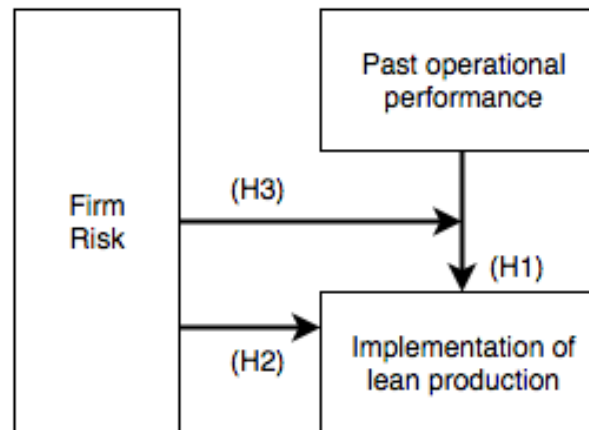 Past operational
performance
(H3)
Firm
Risk
(H1)
(H2)
Implementation of
lean production